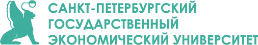 САНКТ-ПЕТЕРБУРГСКИЙ
ГОСУДАРСТВЕННЫЙ
ЭКОНОМИЧЕСКИЙ УНИВЕРСИТЕТ